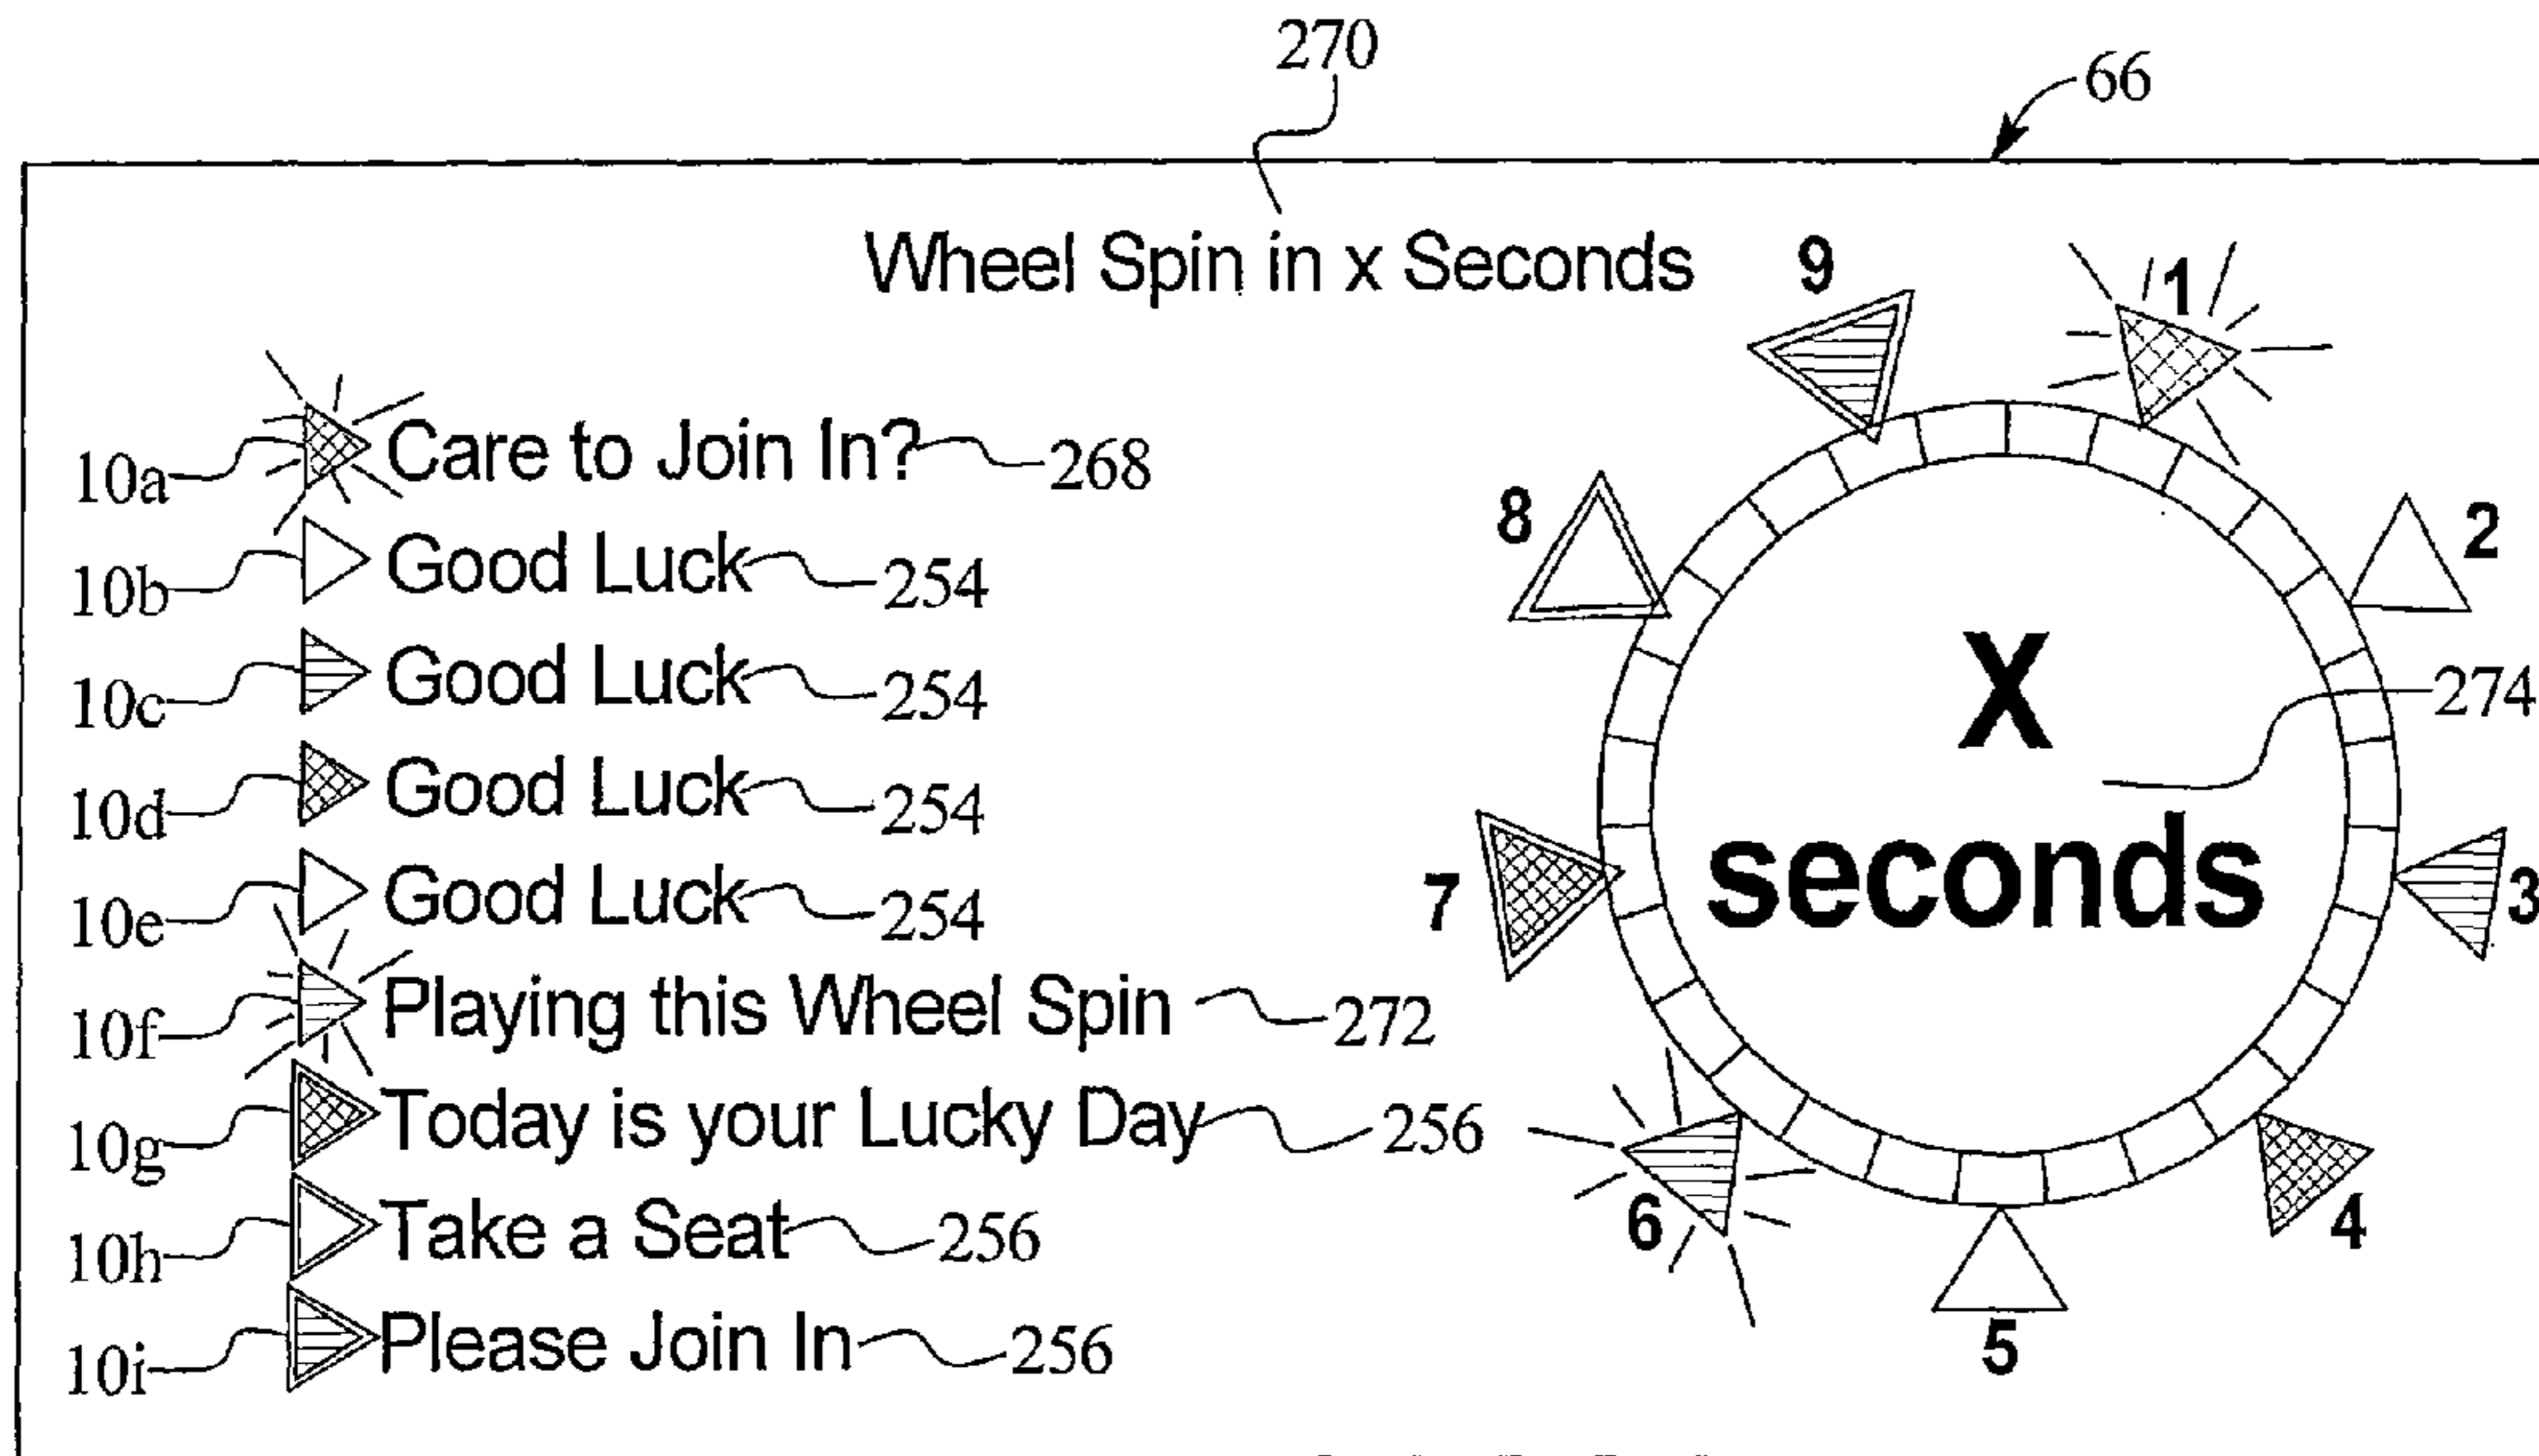 270
66
Wheel Spin in x Seconds
9
1
10a Care to Join In? 268
8
2
10b Good Luck 254
X
10c Good Luck 254
274
10d Good Luck 254
seconds
7
3
10e Good Luck 254
10f Playing this Wheel Spin 272
10g Today is your Lucky Day 256
6
4
10h Take a Seat 256
5
10i Please Join In 256